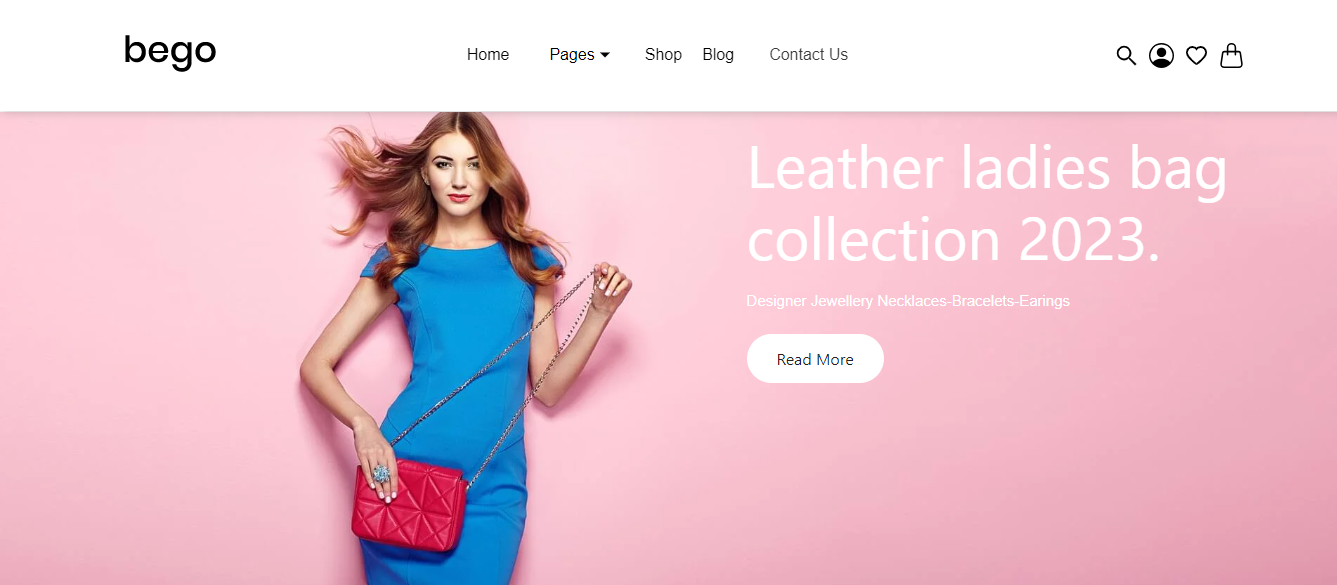 bego
Home Pages Shop Blog Contact Us
Leather ladies bag
collection 2023.
Designer Jewellery Necklaces-Bracelets-Earings
Read More